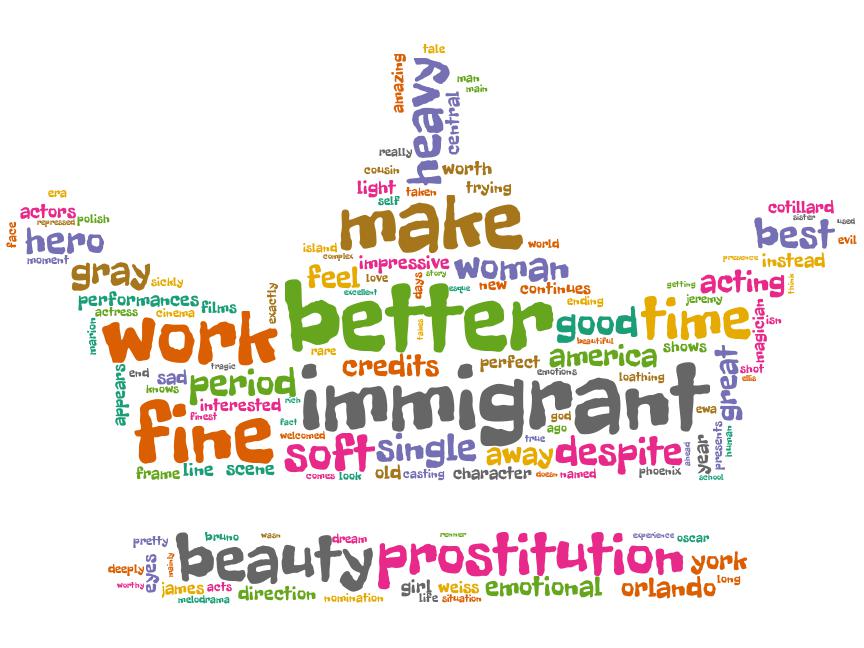 tale
amazing
heavy
man
main
central
really
cousin
worth
light
taken
trying
self
make
era
actors
repressed
polish
face
hero
moment
cotillard
sister
used
best
evil
island
world
complex
gray
sickly
feel
impressive
love
story
woman
presence
instead
excellent
days
esque
new
continues
getting
acting
think
performances
films
exactly
ending
jeremy
actress
cinema
marion
work
better
takes
good
time
magician
isn
beautiful
rare
credits
perfect
america
shows
tragic
emotions
loathing
shot
ellis
great
appears
end
sad
knows
period
rich
immigrant
interested
finest
fact
god
ewa
ago
fine
welcomed
soft
single
true
away
despite
ahead
year
presents
human
frame
line
scene
comes
look
old
casting
character
doesn
named
phoenix
school
pretty
bruno
wasn
dream
renner
experience
oscar
deeply
eyes
mainly
beauty
prostitution
york
worthy
james
acts
direction
girl
weiss
emotional
orlando
long
melodrama
nomination
life
situation